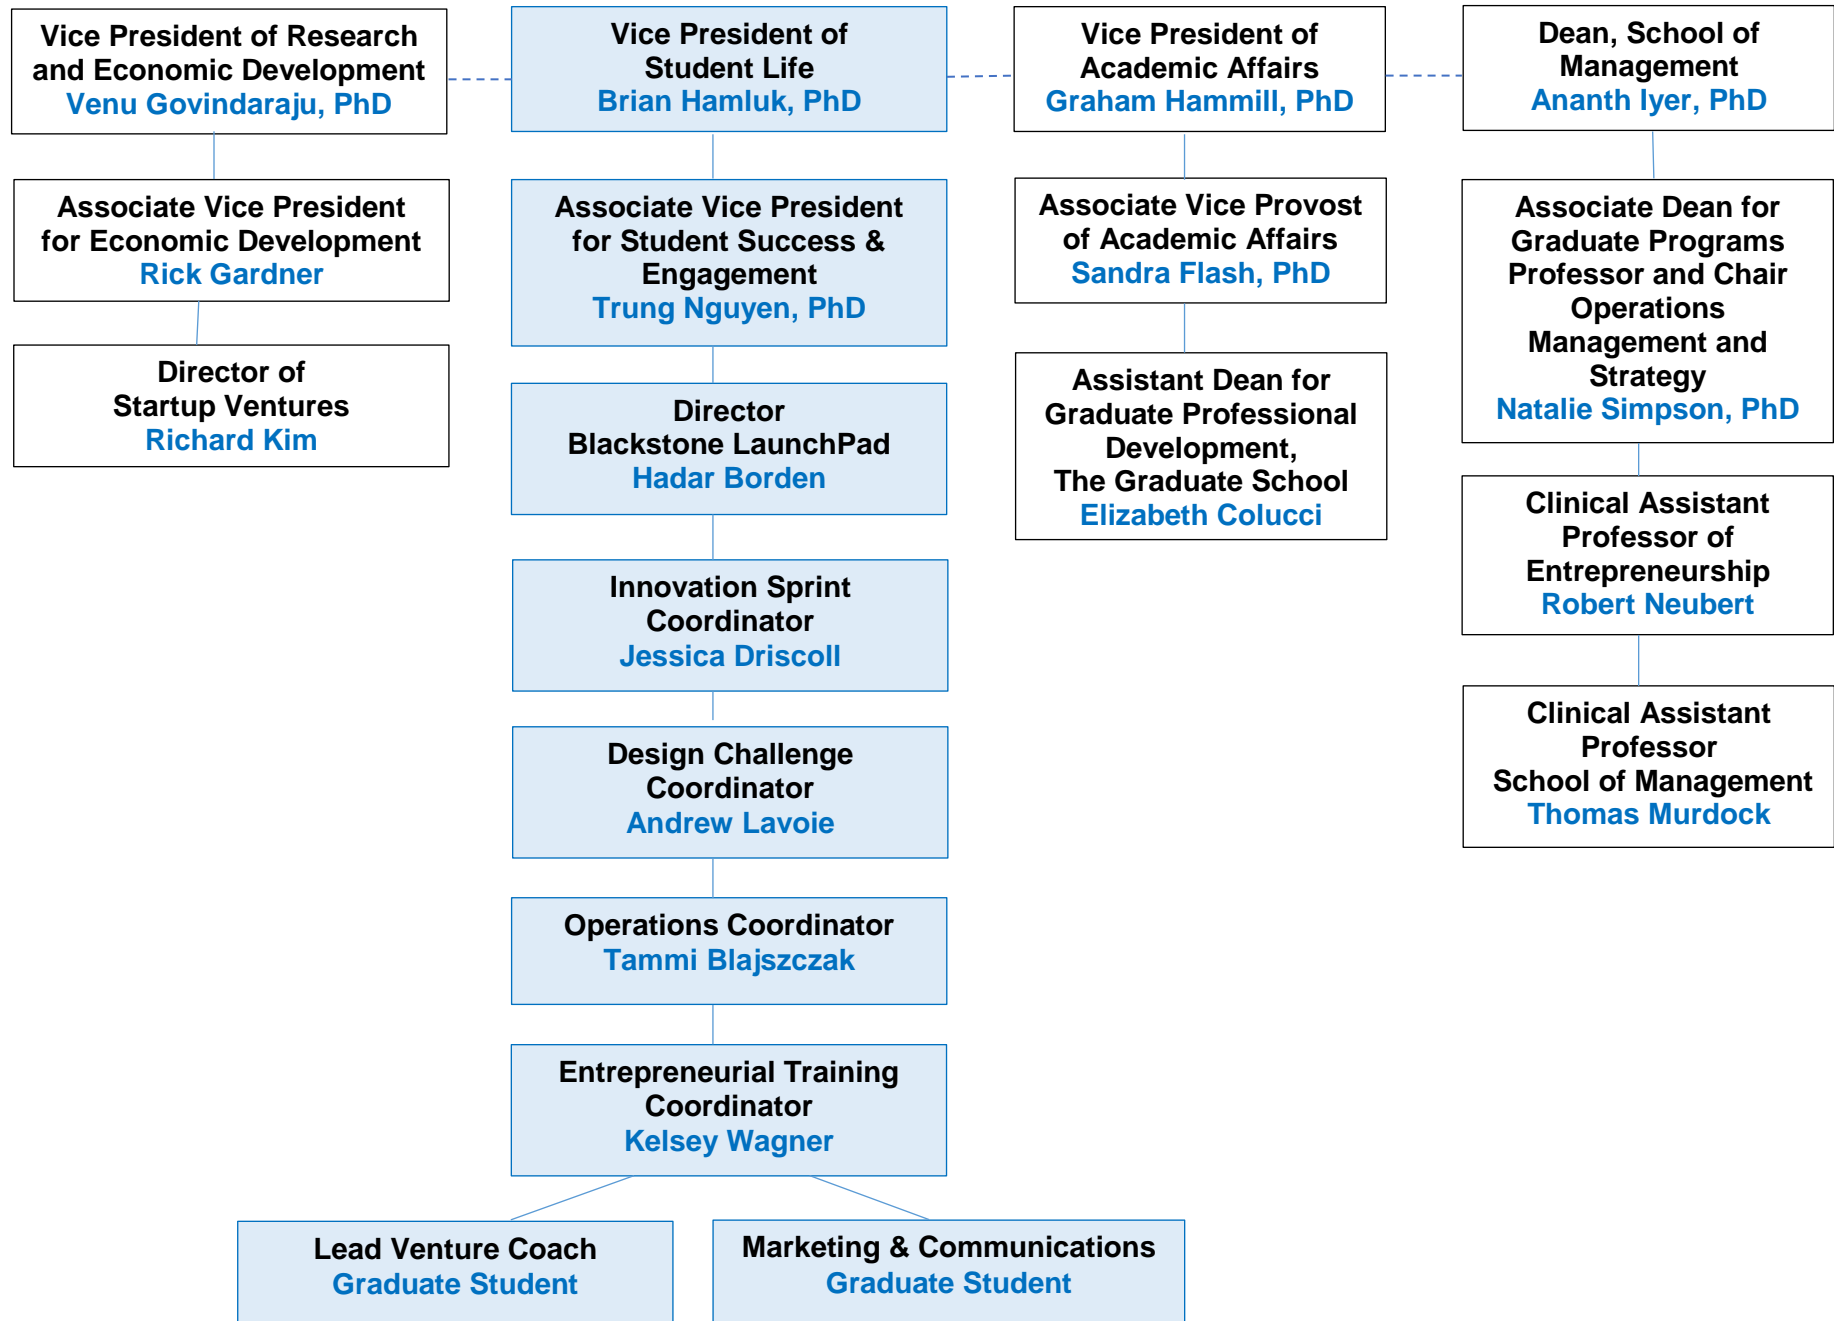 Vice President of Research
and Economic Development
Venu Govindaraju, PhD
Vice President of
Student Life
Brian Hamluk, PhD
Vice President of
Academic Affairs
Graham Hammill, PhD
Dean, School of
Management
Ananth Iyer, PhD
Associate Vice President
for Economic Development
Rick Gardner
Associate Vice President
for Student Success &
Engagement
Trung Nguyen, PhD
Associate Vice Provost
of Academic Affairs
Sandra Flash, PhD
Associate Dean for
Graduate Programs
Professor and Chair
Operations
Management and
Strategy
Natalie Simpson, PhD
Director of
Startup Ventures
Richard Kim
Director
Blackstone LaunchPad
Hadar Borden
Assistant Dean for
Graduate Professional
Development,
The Graduate School
Elizabeth Colucci
Clinical Assistant
Professor of
Entrepreneurship
Robert Neubert
Innovation Sprint
Coordinator
Jessica Driscoll
Clinical Assistant
Professor
School of Management
Thomas Murdock
Design Challenge
Coordinator
Andrew Lavoie
Operations Coordinator
Tammi Blajszczak
Entrepreneurial Training
Coordinator
Kelsey Wagner
Lead Venture Coach
Graduate Student
Marketing & Communications
Graduate Student